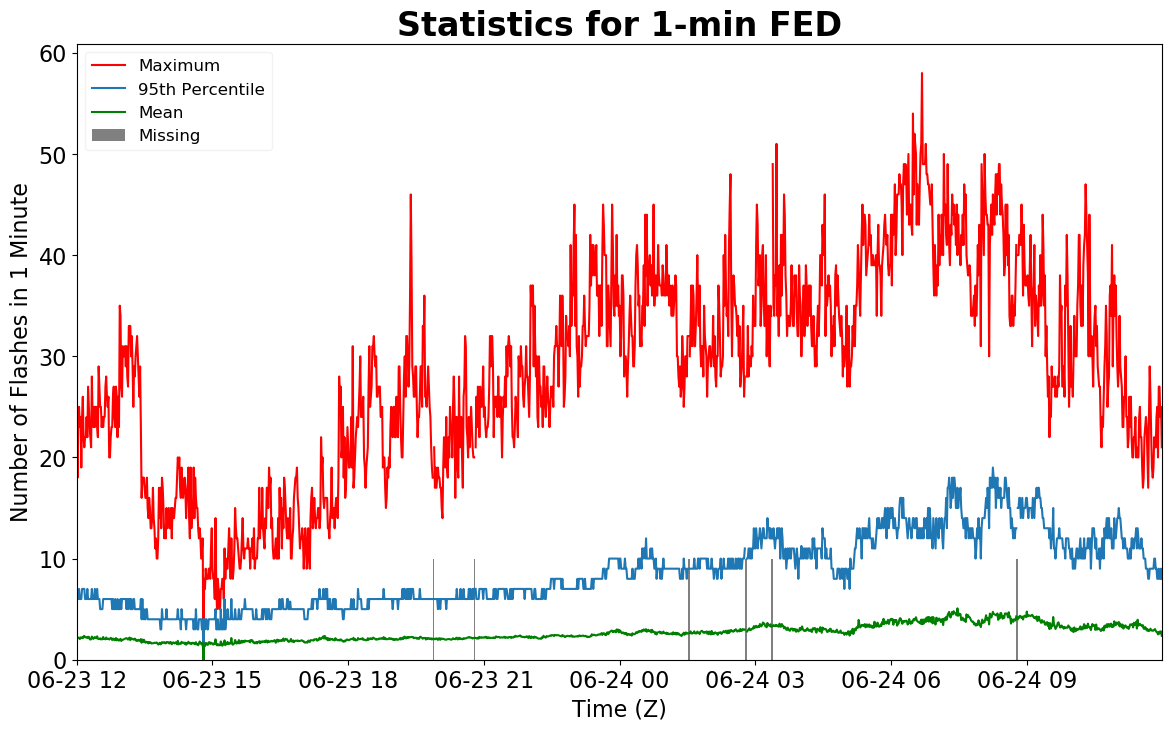 Statistics for 1-min FED
Maximum
95th Percentile
Mean
Missing
Number of Flashes in 1 Minute
60
50
40
30
20
10
0
06-23 12
06-23 15
06-23 18
06-23 21
06-24 00
06-24 03
06-24 06
06-24 09
Time (Z)